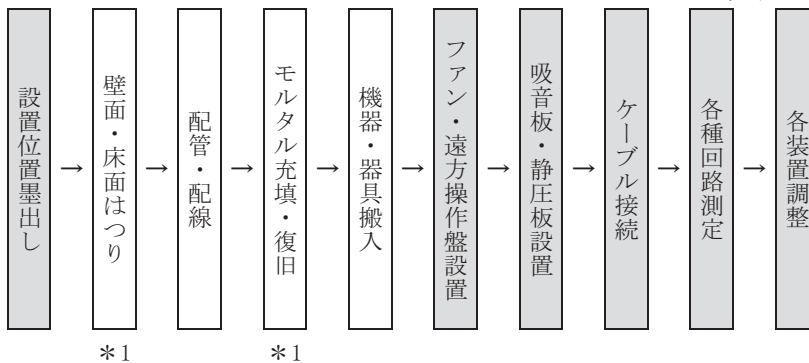 設置位置墨出し
→
壁面・床面はつり
→
配管・配線
→
モルタル充填・復旧
→
機器・器具搬入
→
ファン・遠方操作盤設置
→
吸音板・静圧板設置
→
ケーブル接続
→
各種回路測定
→
各装置調整
＊1
＊1